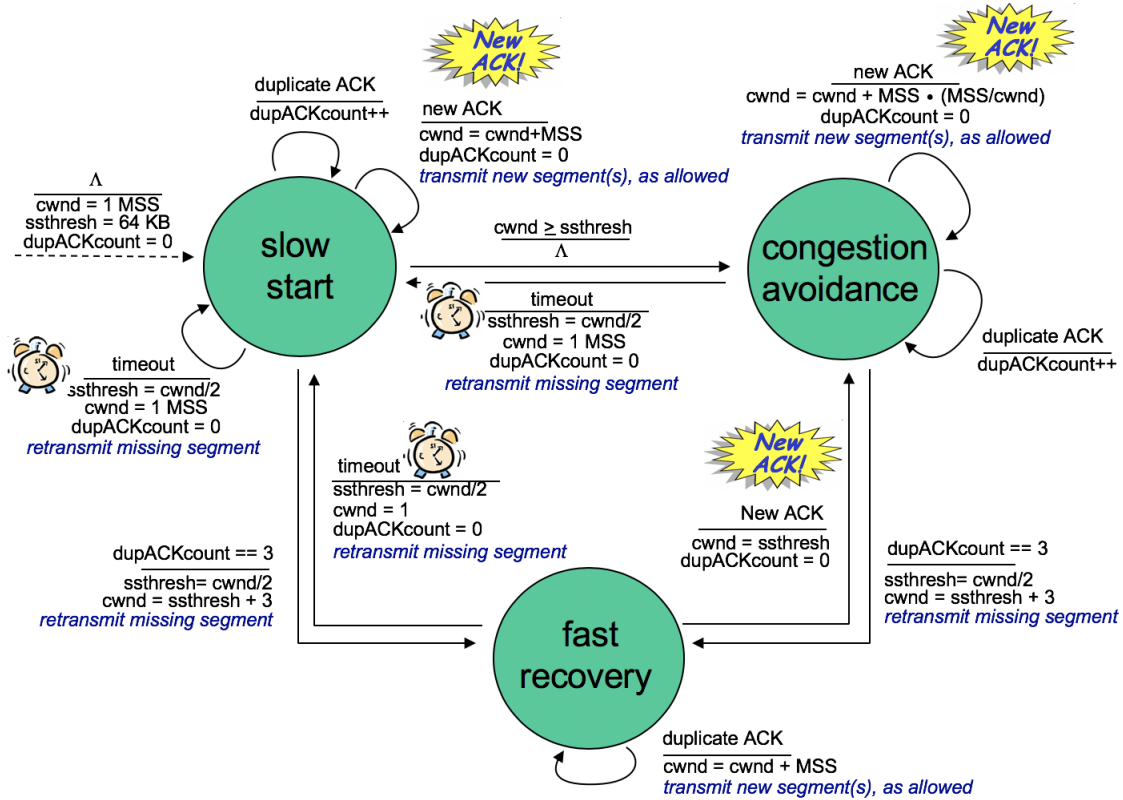 New
ACK!
duplicate ACK
dupACKcount++
new ACK
cwnd = cwnd+MSS
dupACKcount = 0
transmit new segment(s), as allowed
New
ACK!
new ACK
cwnd = cwnd + MSS • (MSS/cwnd)
dupACKcount = 0
transmit new segment(s), as allowed
Λ
cwnd = 1 MSS
ssthresh = 64 KB
dupACKcount = 0
slow
start
cwnd ≥ ssthresh
Λ
congestion
avoidance
timeout
ssthresh = cwnd/2
cwnd = 1 MSS
dupACKcount = 0
retransmit missing segment
duplicate ACK
dupACKcount++
timeout
ssthresh = cwnd/2
cwnd = 1 MSS
dupACKcount = 0
retransmit missing segment
timeout
ssthresh = cwnd/2
cwnd = 1
dupACKcount = 0
retransmit missing segment
New
ACK!
New ACK
cwnd = ssthresh
dupACKcount = 0
dupACKcount == 3
ssthresh= cwnd/2
cwnd = ssthresh + 3
retransmit missing segment
dupACKcount == 3
ssthresh= cwnd/2
cwnd = ssthresh + 3
retransmit missing segment
fast
recovery
duplicate ACK
cwnd = cwnd + MSS
transmit new segment(s), as allowed